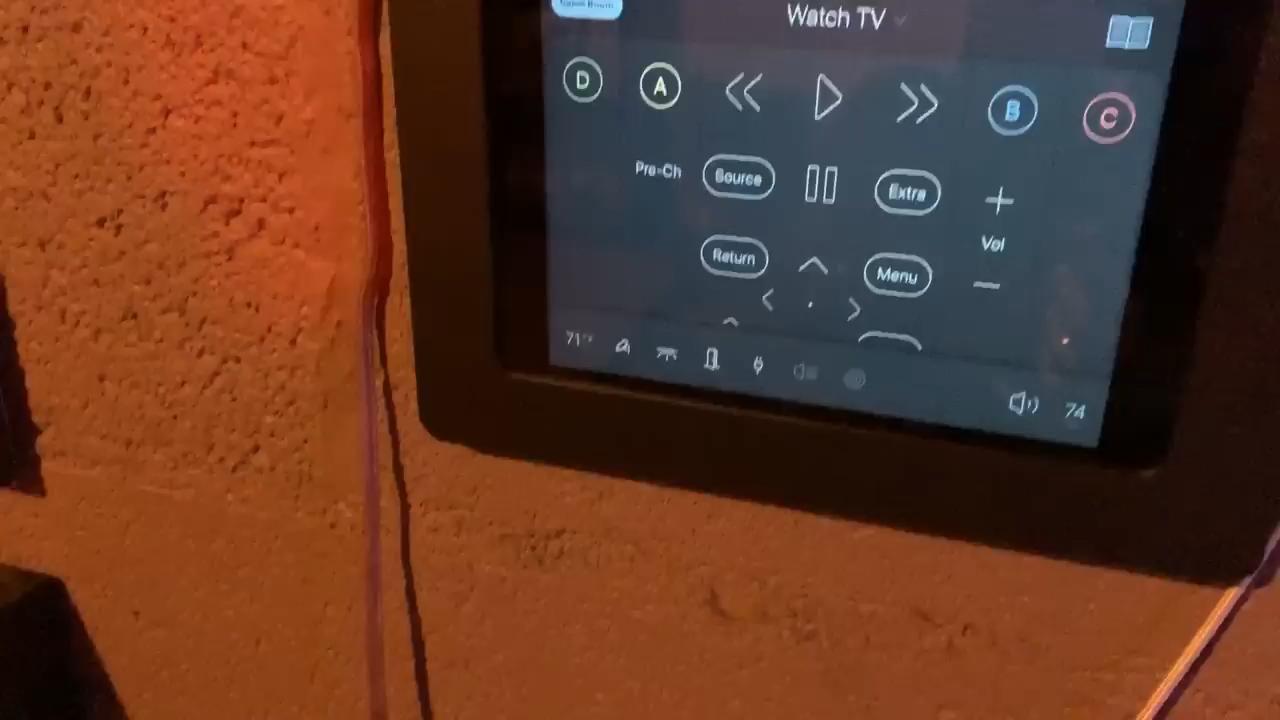 Watch TV
D A B C
Pre-Ch Source Extra
Vol
Return Menu
71°F
74